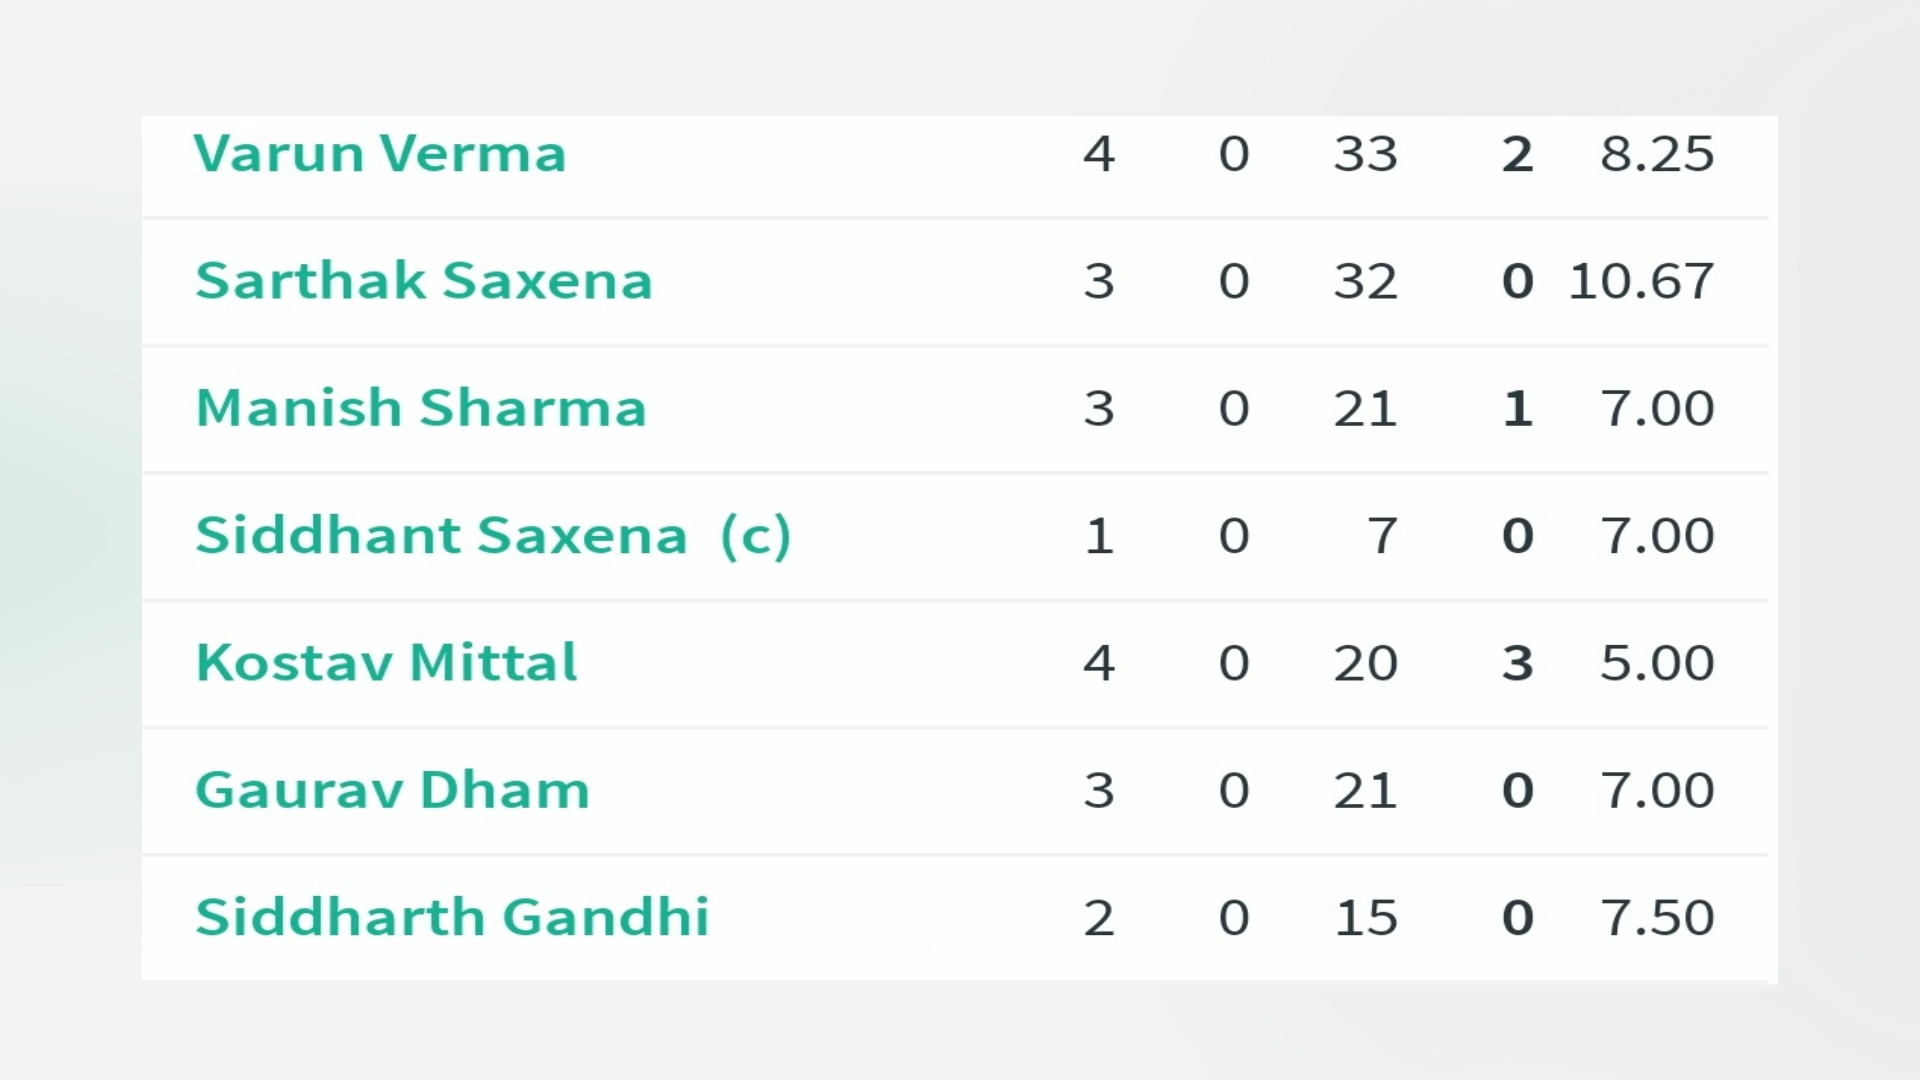 Varun Verma 4 0 33 2 8.25
Sarthak Saxena 3 0 32 0 10.67
Manish Sharma 3 0 21 1 7.00
Siddhant Saxena (c) 1 0 7 0 7.00
Kostav Mittal 4 0 20 3 5.00
Gaurav Dham 3 0 21 0 7.00
Siddharth Gandhi 2 0 15 0 7.50